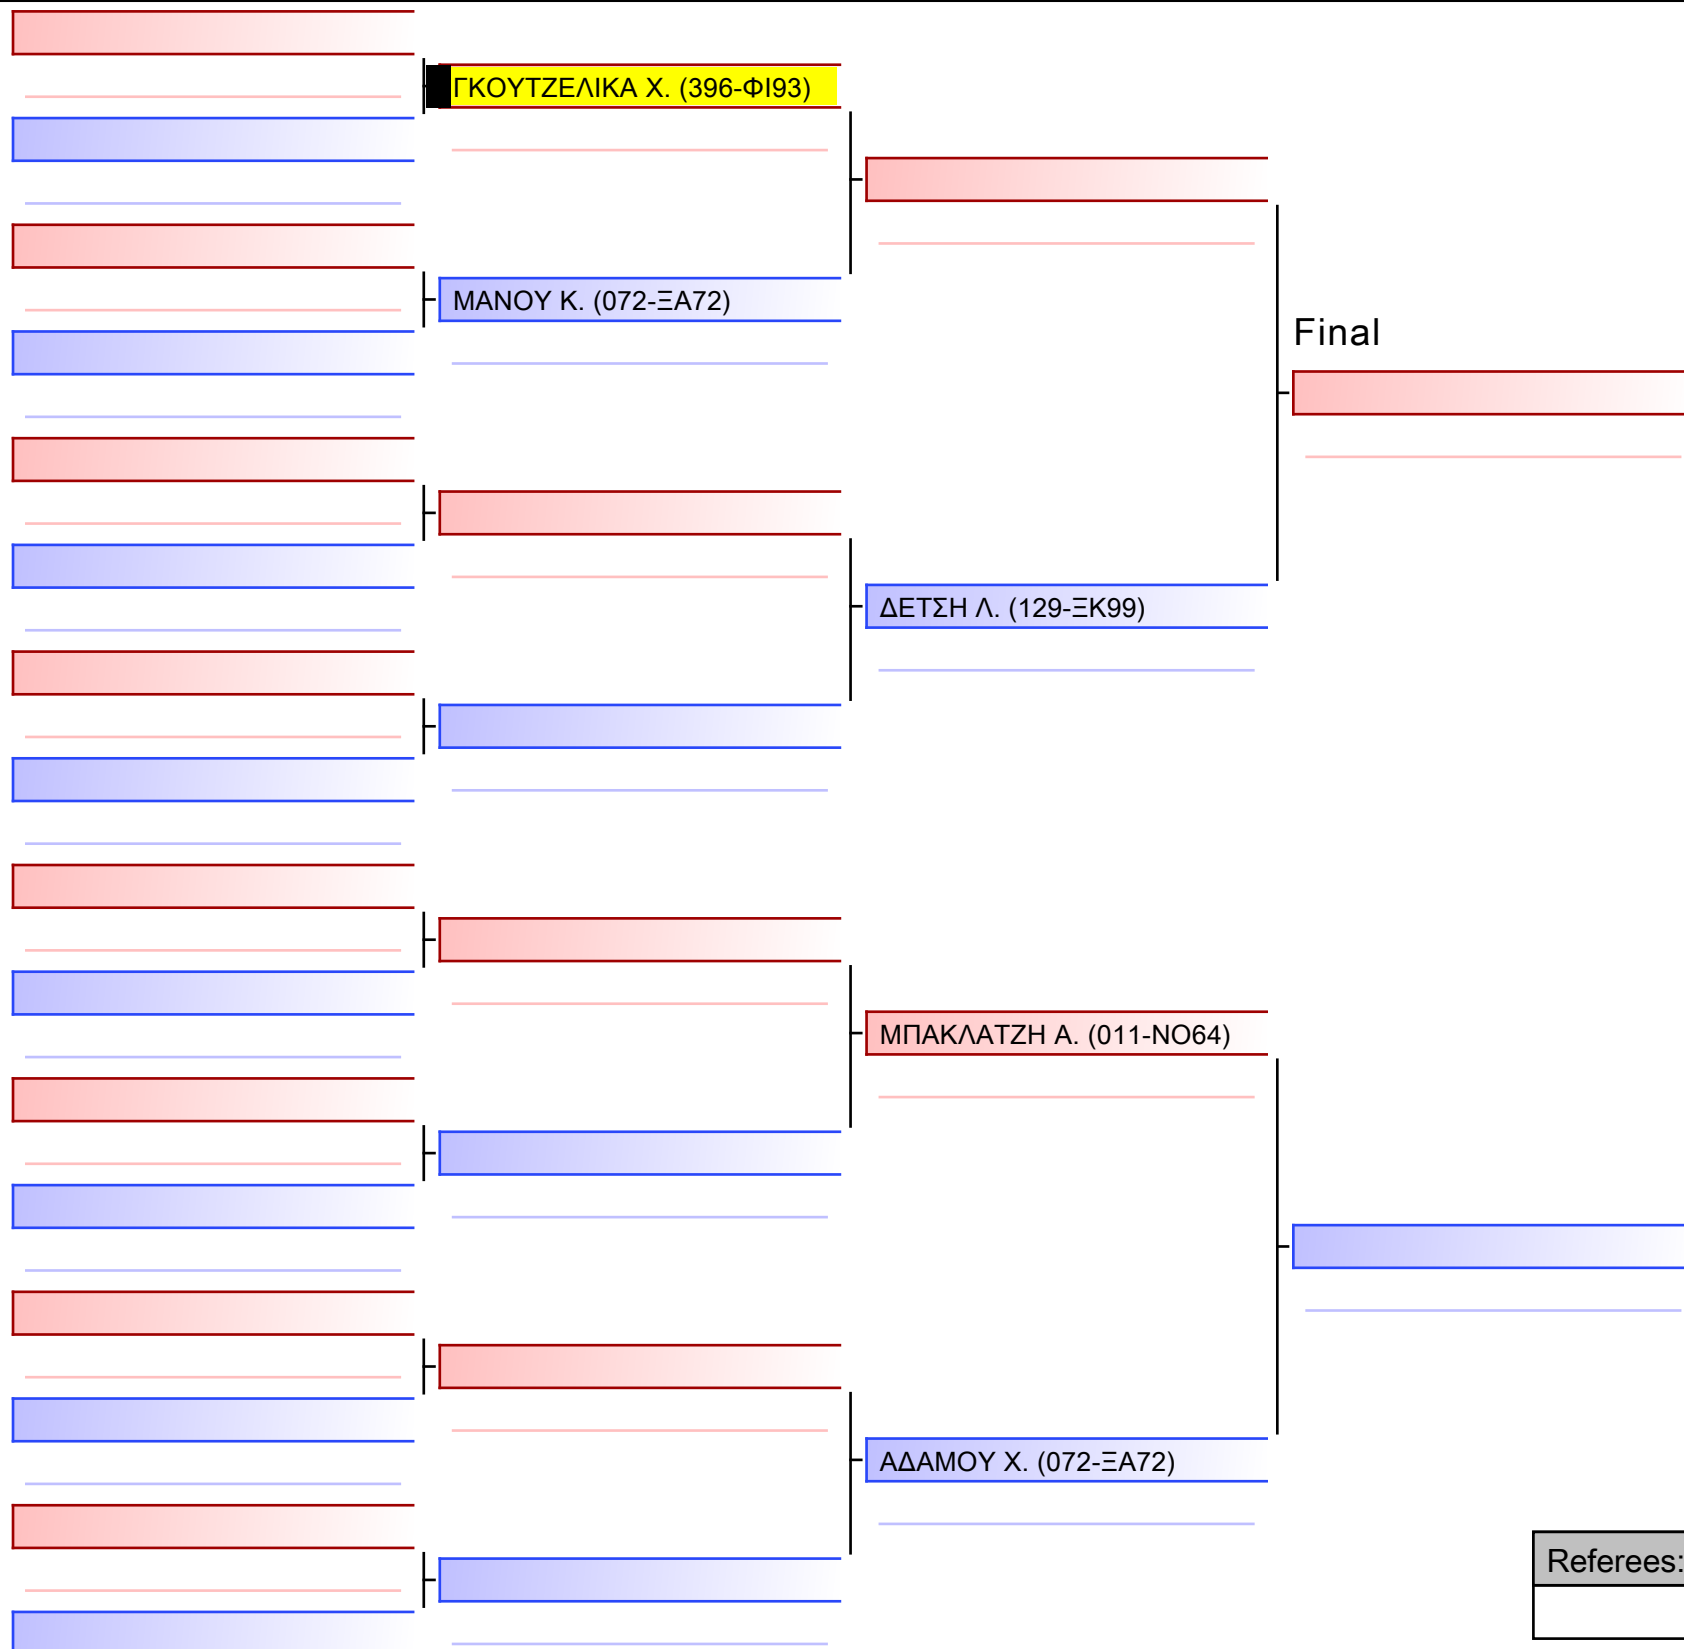 ΓΚΟΥΤΖΕΛΙΚΑ Χ. (396-ΦΙ93)
ΜΑΝΟΥ Κ. (072-ΞΑ72)
Final
ΔΕΤΣΗ Λ. (129-ΞΚ99)
ΜΠΑΚΛΑΤΖΗ Α. (011-ΝΟ64)
ΑΔΑΜΟΥ Χ. (072-ΞΑ72)
Referees: